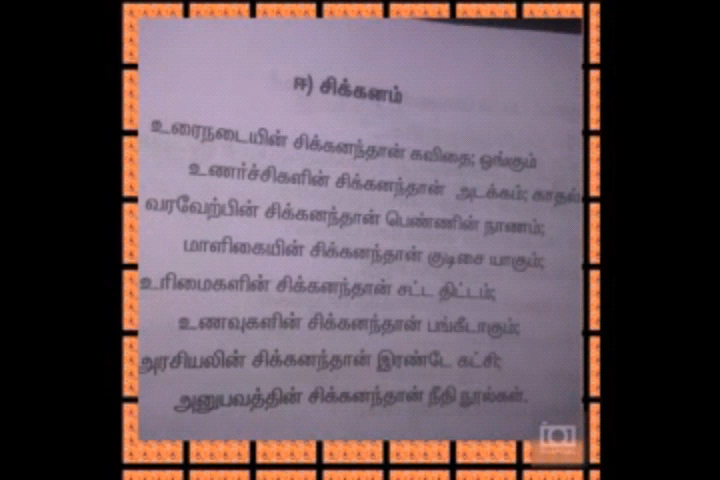 ஈ) சிக்கனம்
உரைநடையின் சிக்கனந்தான் கவிதை; ஓங்கும்
உணர்ச்சிகளின் சிக்கனந்தான் அடக்கம்; காதல்
வரவேற்பின் சிக்கனந்தான் பெண்ணின் நாணம்;
மாளிகையின் சிக்கனந்தான் குடிசை யாகும்;
உரிமைகளின் சிக்கனந்தான் சட்ட திட்டம்;
உணவுகளின் சிக்கனந்தான் பங்கீடாகும்;
அரசியலின் சிக்கனந்தான் இரண்டே கட்சி;
அனுபவத்தின் சிக்கனந்தான் நீதி நூல்கள்.